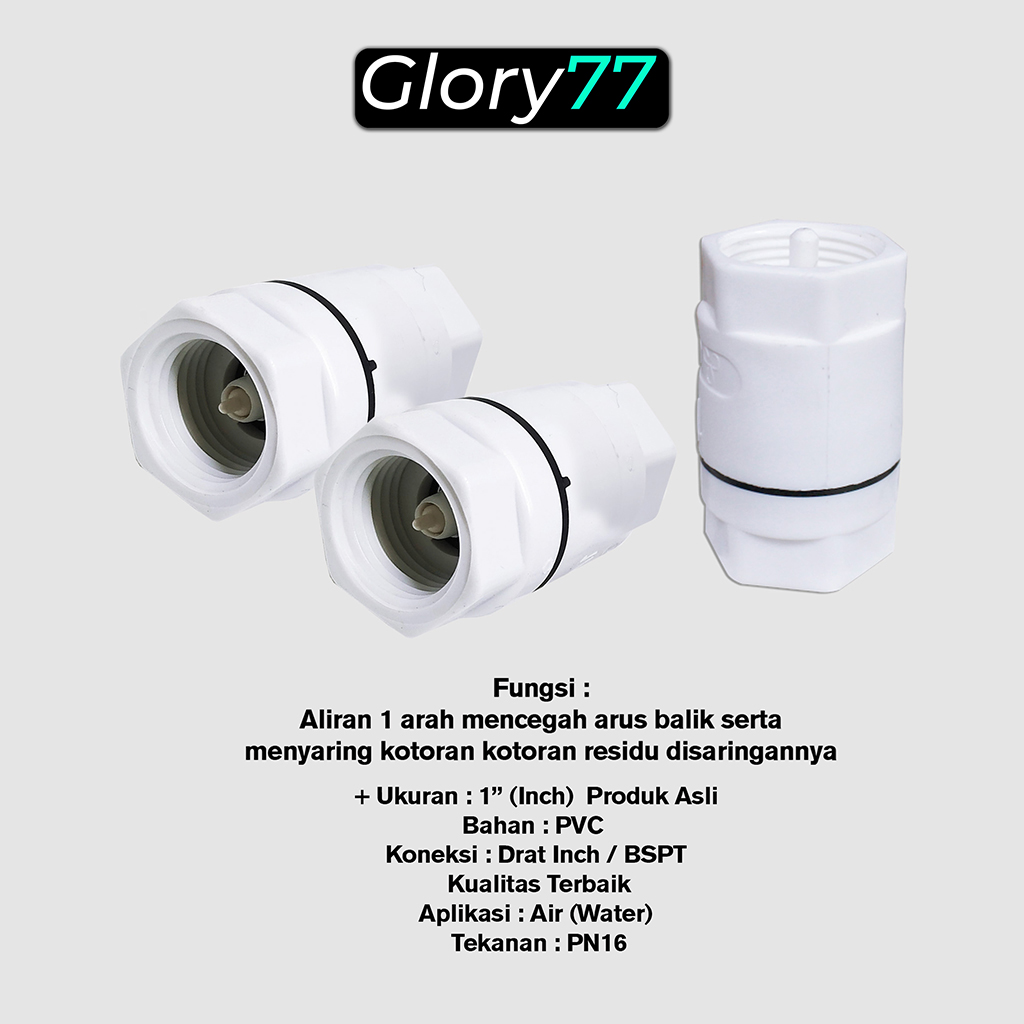 Glory77
Fungsi :
Aliran 1 arah mencegah arus balik serta
menyaring kotoran kotoran residu disaringannya
+ Ukuran : 1” (Inch) Produk Asli
Bahan : PVC
Koneksi : Drat Inch / BSPT
Kualitas Terbaik
Aplikasi : Air (Water)
Tekanan : PN16